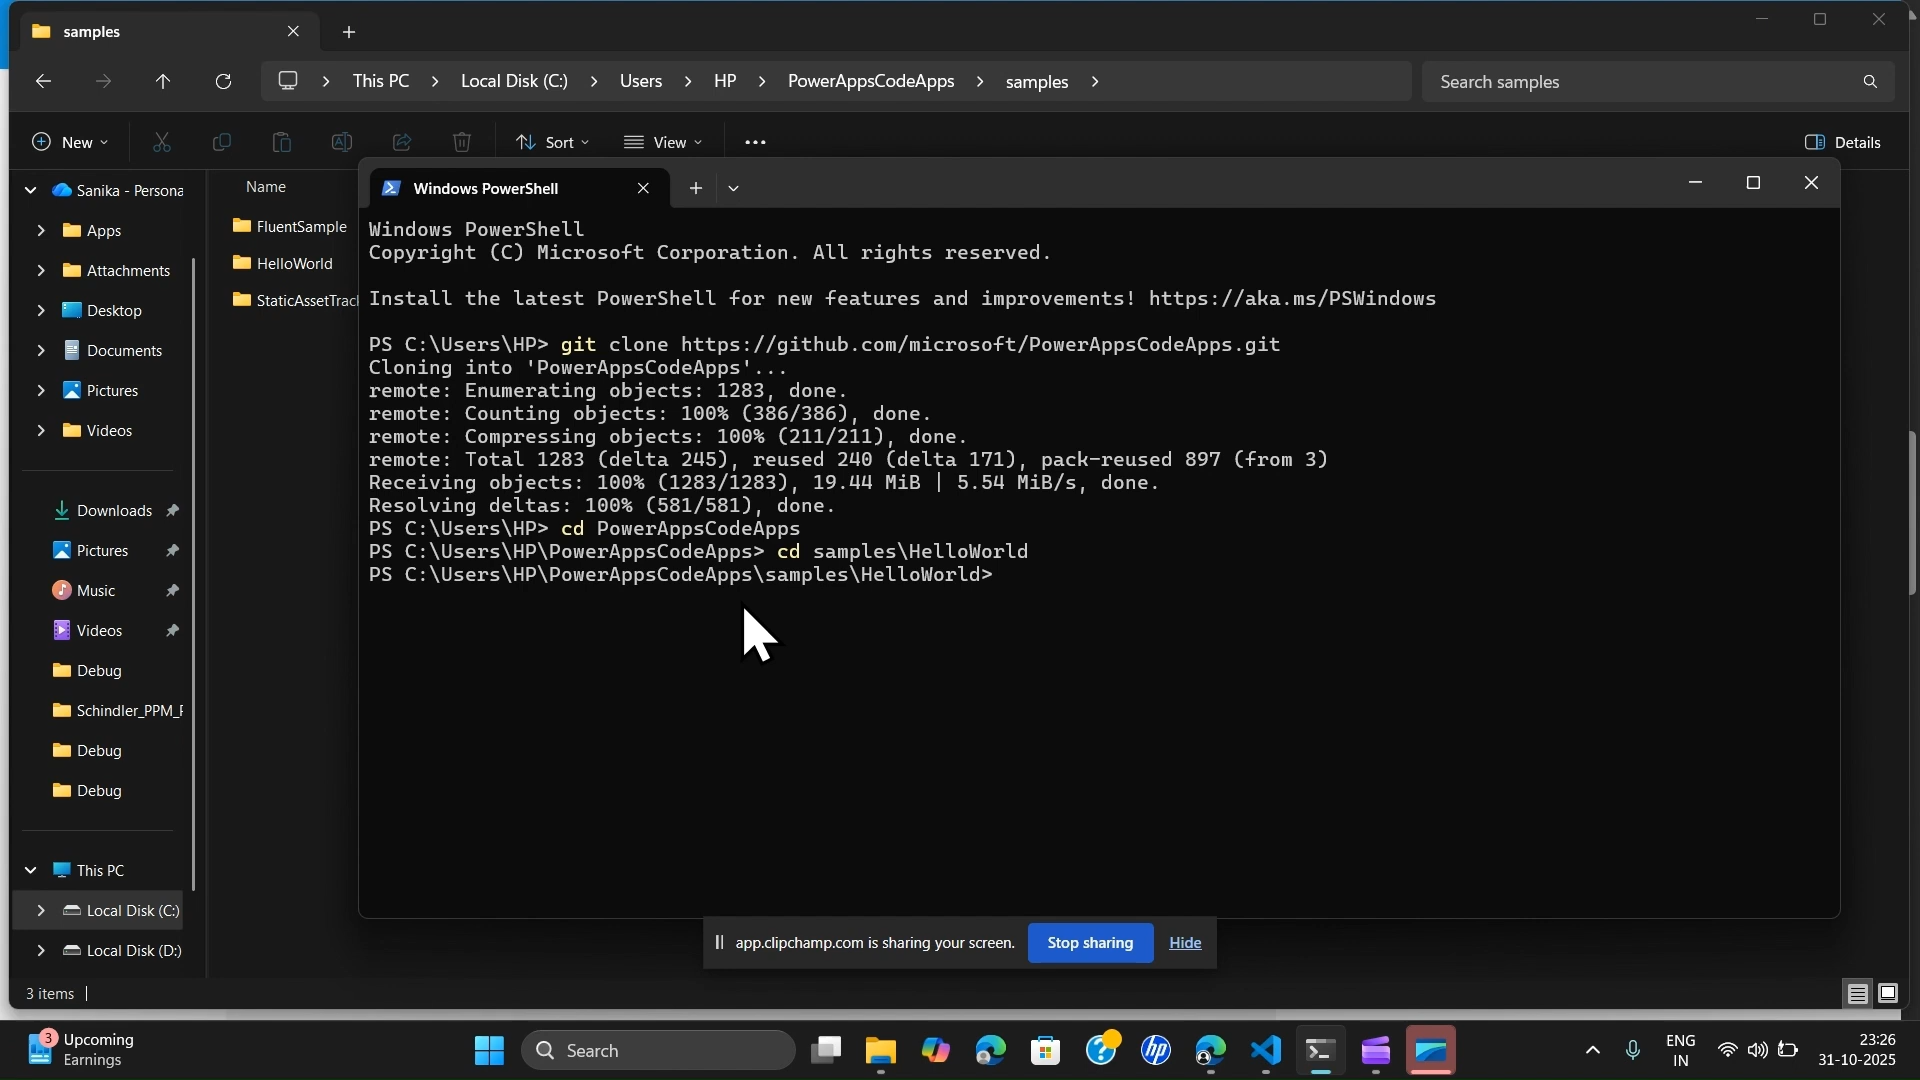 samples
This PC
Local Disk (C:)
Users
HP
PowerAppsCodeApps
samples
Search samples
New
Sort
View
Details
Sanika - Persona
Apps
Attachments
Desktop
Documents
Pictures
Videos
Downloads
Pictures
Music
Videos
Debug
Schindler_PPM_F
Debug
Debug
This PC
Local Disk (C:)
Local Disk (D:)
3 items
Name
FluentSample
HelloWorld
StaticAssetTrac
Windows PowerShell
Windows PowerShell
Copyright (C) Microsoft Corporation. All rights reserved.
Install the latest PowerShell for new features and improvements! https://aka.ms/PSWindows
PS C:\Users\HP> git clone https://github.com/microsoft/PowerAppsCodeApps.git
Cloning into 'PowerAppsCodeApps'...
remote: Enumerating objects: 1283, done.
remote: Counting objects: 100% (386/386), done.
remote: Compressing objects: 100% (211/211), done.
remote: Total 1283 (delta 245), reused 240 (delta 171), pack-reused 897 (from 3)
Receiving objects: 100% (1283/1283), 19.44 MiB | 5.54 MiB/s, done.
Resolving deltas: 100% (581/581), done.
PS C:\Users\HP> cd PowerAppsCodeApps
PS C:\Users\HP\PowerAppsCodeApps> cd samples\HelloWorld
PS C:\Users\HP\PowerAppsCodeApps\samples\HelloWorld>
app.clipchamp.com is sharing your screen.
Stop sharing
Hide
3
Upcoming
Earnings
Search
hp
ENG
IN
23:26
31-10-2025